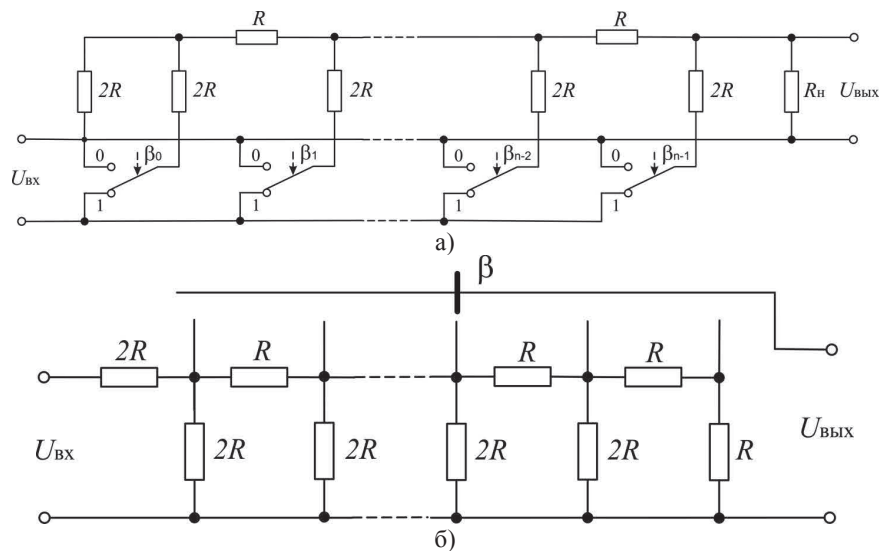 R R
2R 2R 2R 2R 2R Rн Uвых
0 β0 0 β1 0 βn-2 0 βn-1
Uвх
1 1 1 1
а)
β
2R R R R
Uвх 2R 2R 2R 2R R Uвых
б)